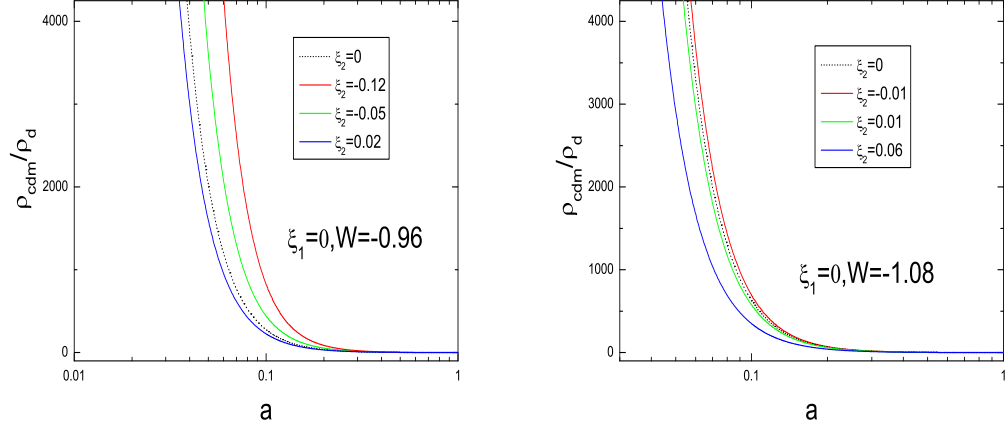 4000
2000
0
0.01
0.1
1
ρcdm/ρd
a
ξ2=0
ξ2=-0.12
ξ2=-0.05
ξ2=0.02
ξ1=0,W=-0.96
4000
3000
2000
1000
0
0.1
1
ρcdm/ρd
a
ξ2=0
ξ2=-0.01
ξ2=0.01
ξ2=0.06
ξ1=0,W=-1.08